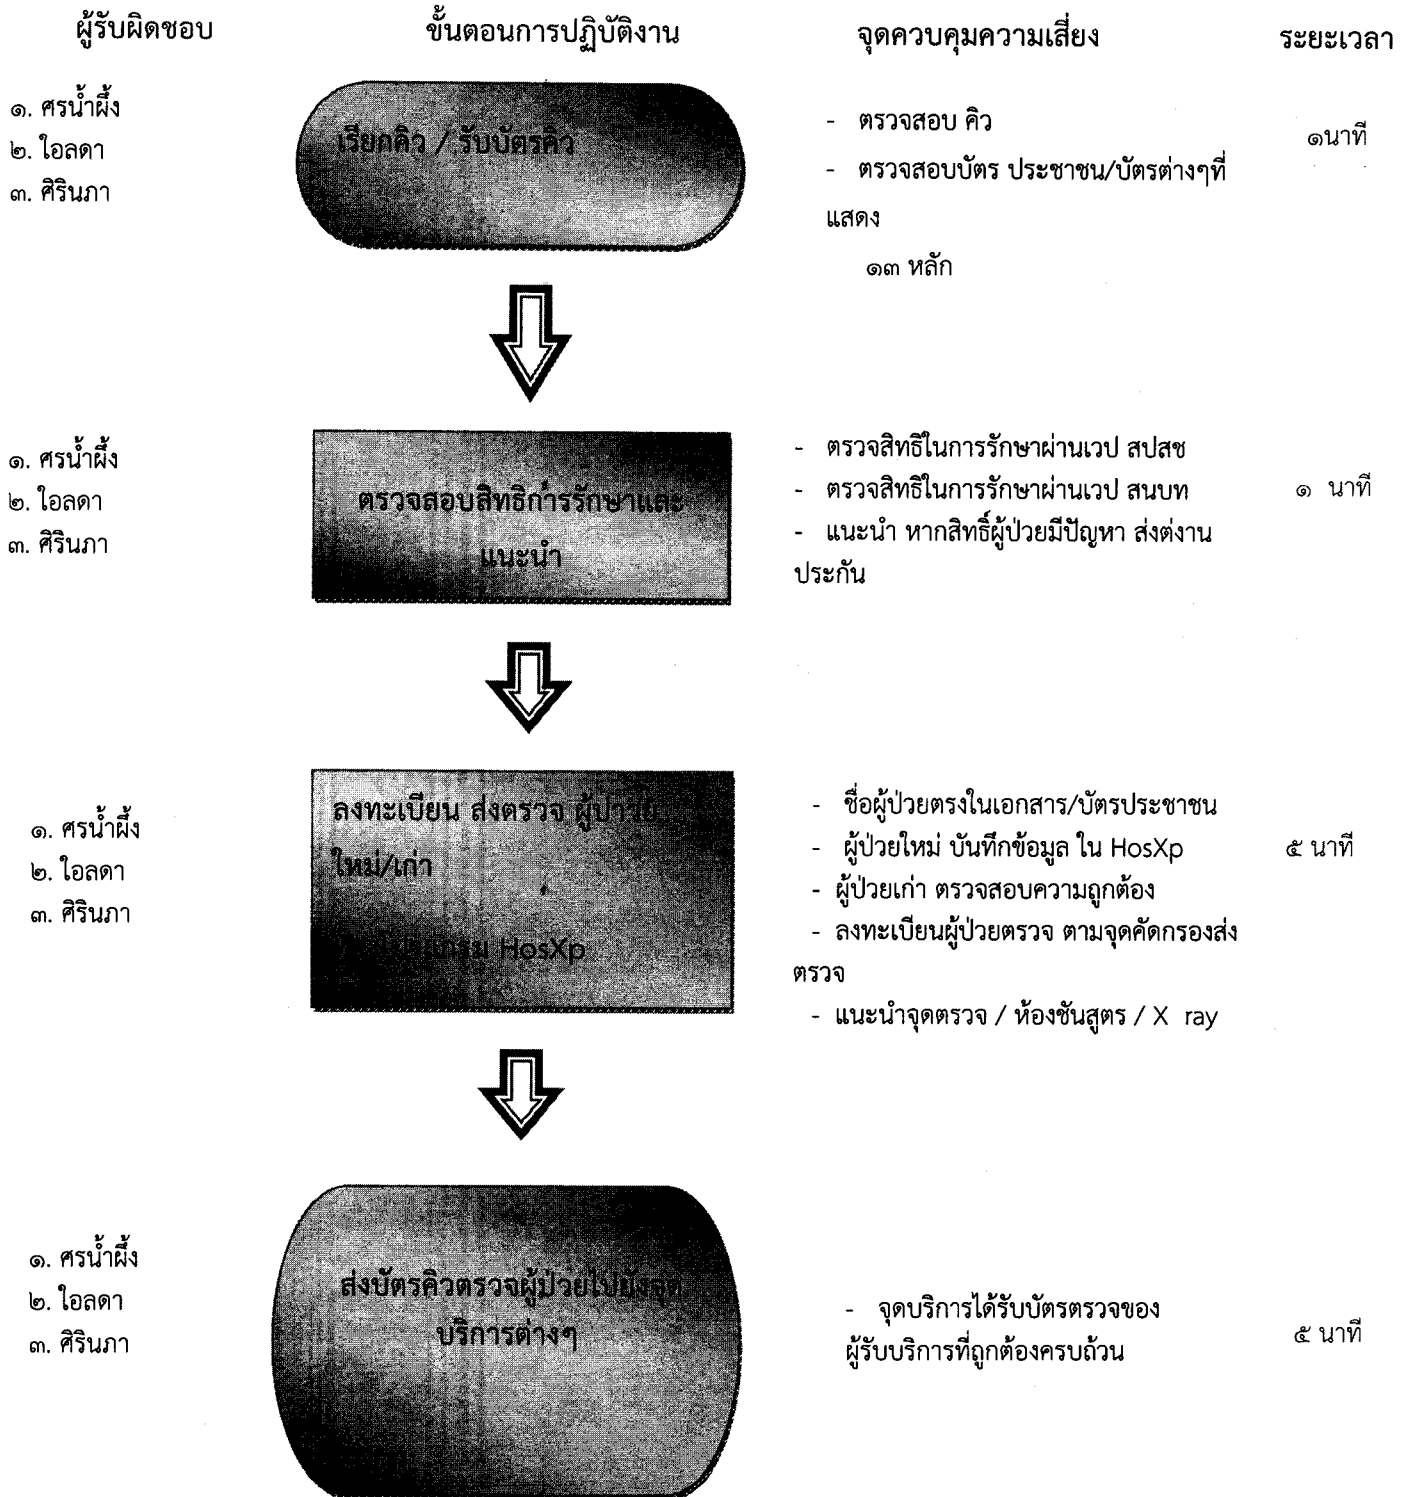 ผู้รับผิดชอบ ขั้นตอนการปฏิบัติงาน จุดควบคุมความเสี่ยง ระยะเวลา
๑. ศรน้ำผึ้ง
๒. ใอลดา
๓. ศิรินภา
เรียกคิว / รับบัตรคิว
- ตรวจสอบ คิว
- ตรวจสอบบัตร ประชาชน/บัตรต่างๆที่
แสดง
๑๓ หลัก
๑นาที
๑. ศรน้ำผึ้ง
๒. ใอลดา
๓. ศิรินภา
ตรวจสอบสิทธิการรักษาและ
แนะนำ
- ตรวจสิทธิในการรักษาผ่านเวป สปสช
- ตรวจสิทธิในการรักษาผ่านเวป สนบท
- แนะนำ หากสิทธิ์ผู้ป่วยมีปัญหา ส่งต่งาน
ประกัน
๑ นาที
๑. ศรน้ำผึ้ง
๒. ใอลดา
๓. ศิรินภา
ลงทะเบียน ส่งตรวจ ผู้ป่าวย
ใหม่/เก่า
HosXp
- ชื่อผู้ป่วยตรงในเอกสาร/บัตรประชาชน
- ผู้ป่วยใหม่ บันทึกข้อมูล ใน HosXp
- ผู้ป่วยเก่า ตรวจสอบความถูกต้อง
- ลงทะเบียนผู้ป่วยตรวจ ตามจุดคัดกรองส่ง
ตรวจ
- แนะนำจุดตรวจ / ห้องชันสูตร / X ray
๕ นาที
๑. ศรน้ำผึ้ง
๒. ใอลดา
๓. ศิรินภา
ส่งบัตรคิวตรวจผู้ป่วยไปยังจุด
บริการต่างๆ
- จุดบริการได้รับบัตรตรวจของ
ผู้รับบริการที่ถูกต้องครบถ้วน
๕ นาที